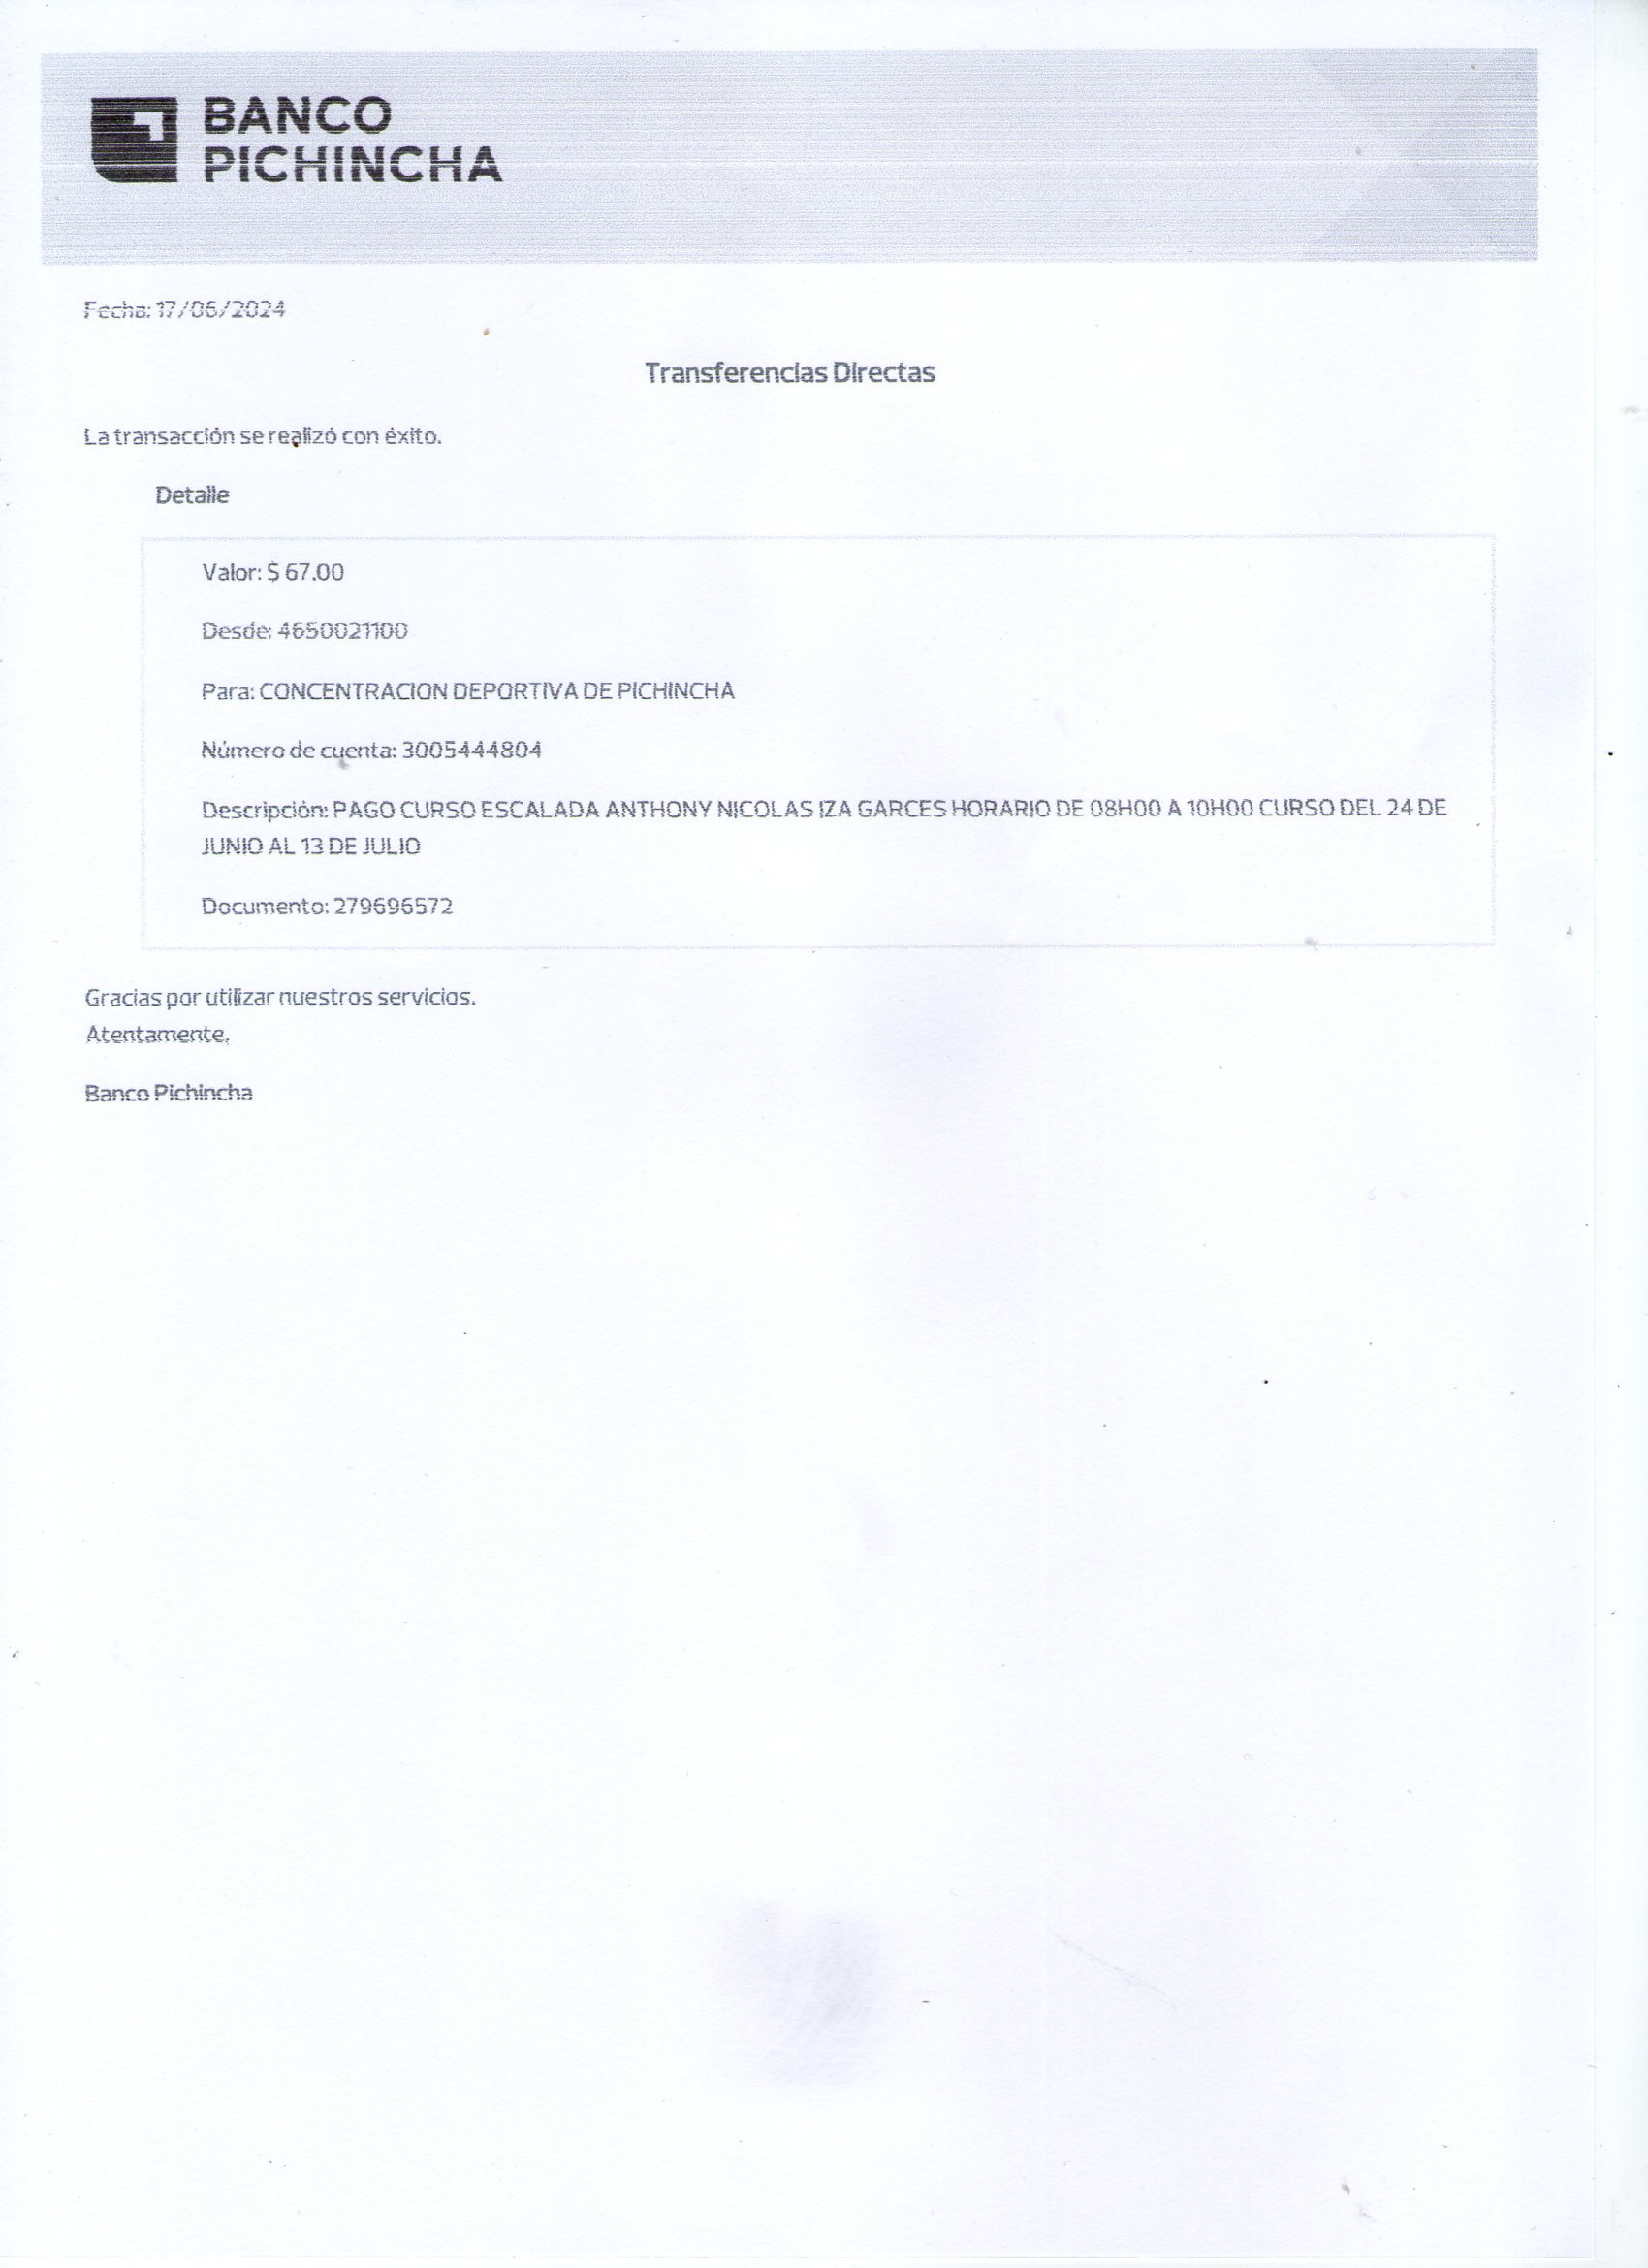 BANCO
PICHINCHA
Fecha: 17/06/2024
Transferencias Directas
La transacción se realizó con éxito.
Detalle
Valor: $ 67.00
Desde: 4650021100
Para: CONCENTRACION DEPORTIVA DE PICHINCHA
Número de cuenta: 3005444804
Descripción: PAGO CURSO ESCALADA ANTHONY NICOLAS IZA GARCES HORARIO DE 08H00 A 10H00 CURSO DEL 24 DE
JUNIO AL 13 DE JULIO
Documento: 279696572
Gracias por utilizar nuestros servicios.
Atentamente,
Banco Pichincha